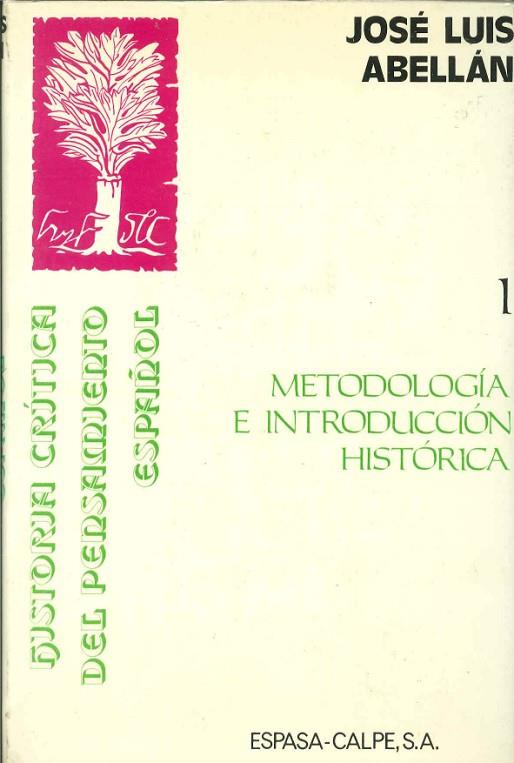 JOSÉ LUIS
ABELLÁN
1
METODOLOGÍA
E INTRODUCCIÓN
HISTÓRICA
HISTORIA CRÍTICA
DEL PENSAMIENTO
ESPAÑOL
ESPASA-CALPE, S.A.